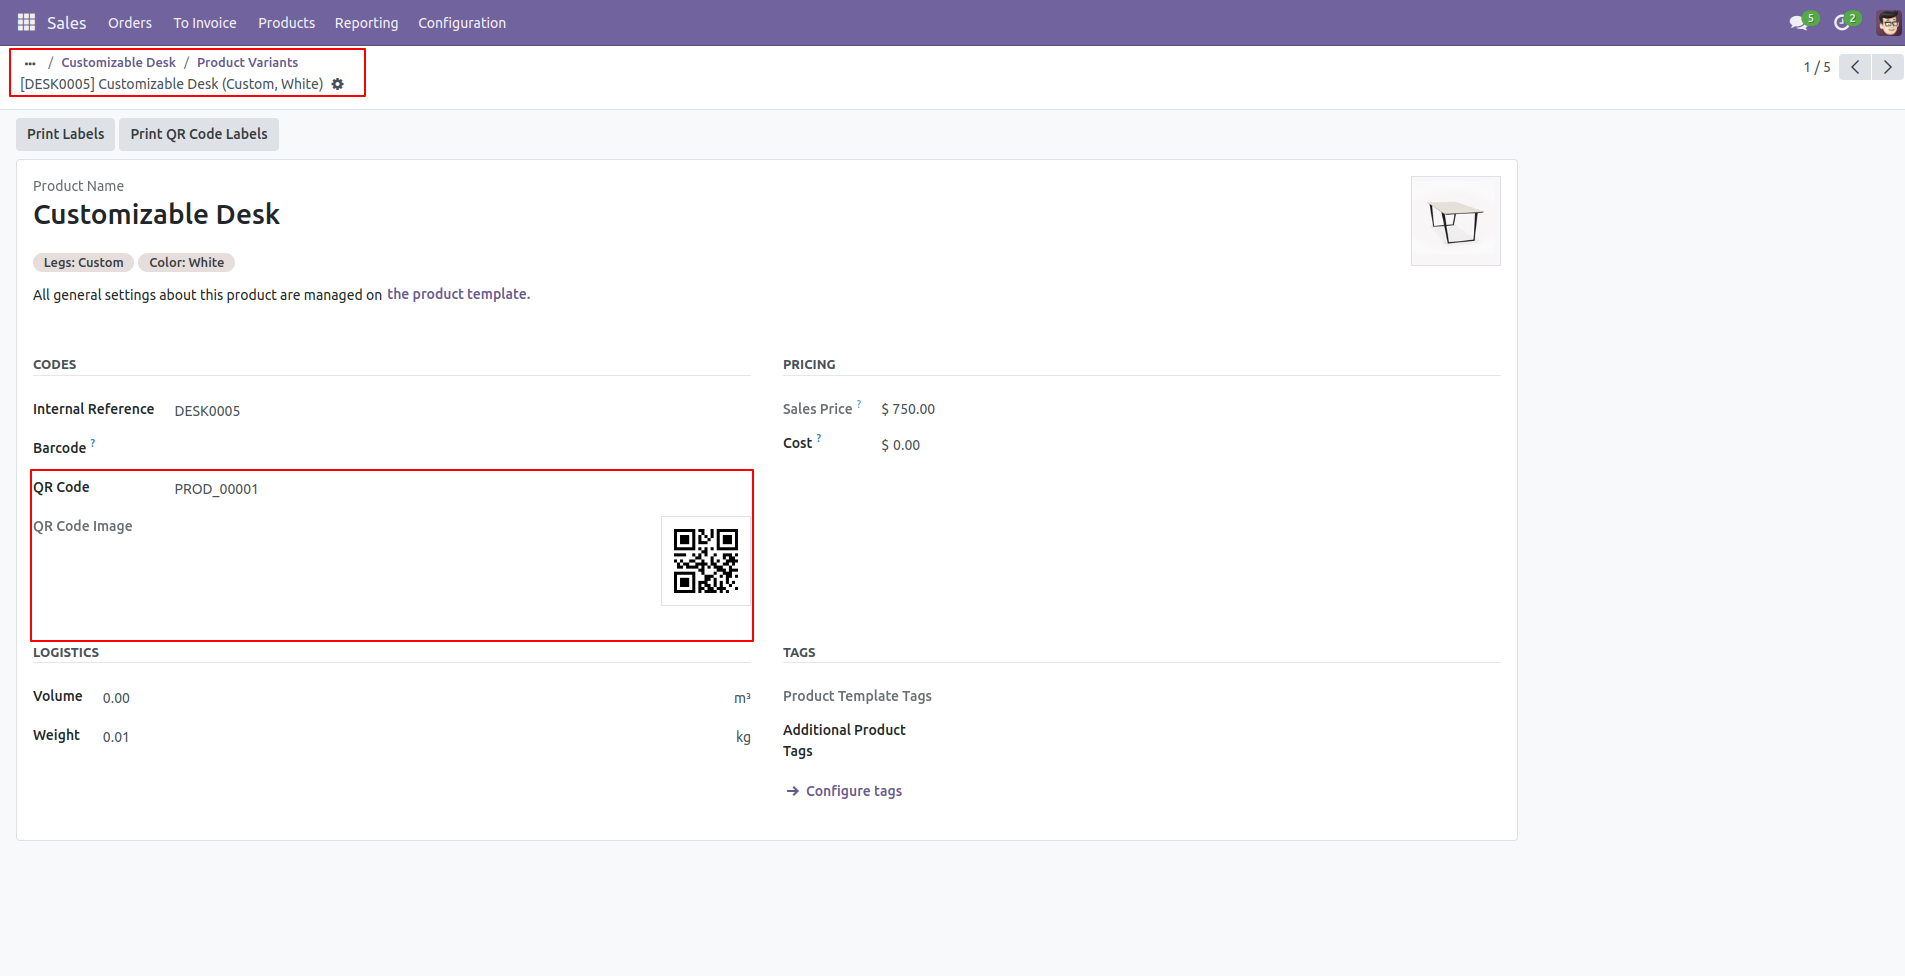 Sales Orders To Invoice Products Reporting Configuration 5 2
... / Customizable Desk / Product Variants
[DESK0005] Customizable Desk (Custom, White)
1 / 5
Print Labels Print QR Code Labels
Product Name
Customizable Desk
Legs: Custom Color: White
All general settings about this product are managed on the product template.
CODES
Internal Reference DESK0005
Barcode ?
QR Code PROD_00001
QR Code Image
PRICING
Sales Price ? $ 750.00
Cost ? $ 0.00
LOGISTICS
Volume 0.00 m³
Weight 0.01 kg
TAGS
Product Template Tags
Additional Product
Tags
→ Configure tags